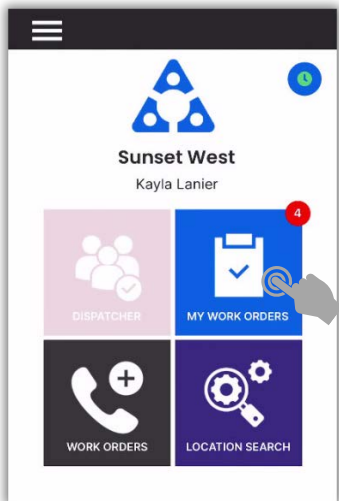 Sunset West
Kayla Lanier
4
DISPATCHER
MY WORK ORDERS
WORK ORDERS
LOCATION SEARCH